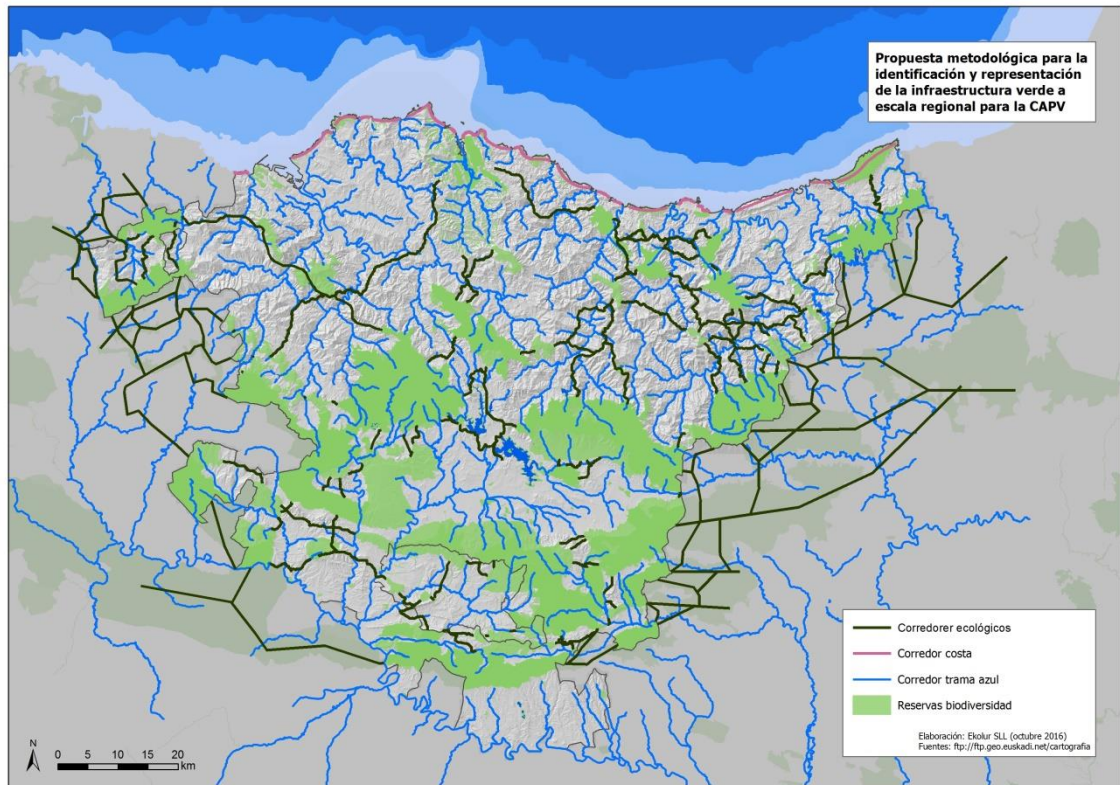 Propuesta metodológica para la
identificación y representación
de la infraestructura verde a
escala regional para la CAPV
Corredorer ecológicos
Corredor costa
Corredor trama azul
Reservas biodiversidad
Elaboración: Ekolur SLL (octubre 2016)
Fuentes: ftp://ftp.geo.euskadi.net/cartografia
N
0 5 10 15 20
km